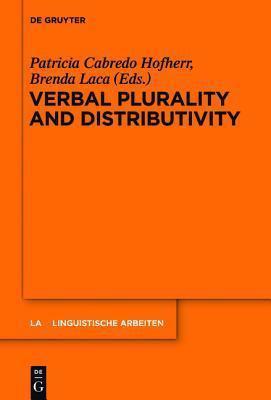 DE GRUYTER
Patricia Cabredo Hofherr,
Brenda Laca (Eds.)
VERBAL PLURALITY
AND DISTRIBUTIVITY
LA LINGUISTISCHE ARBEITEN
DE
G